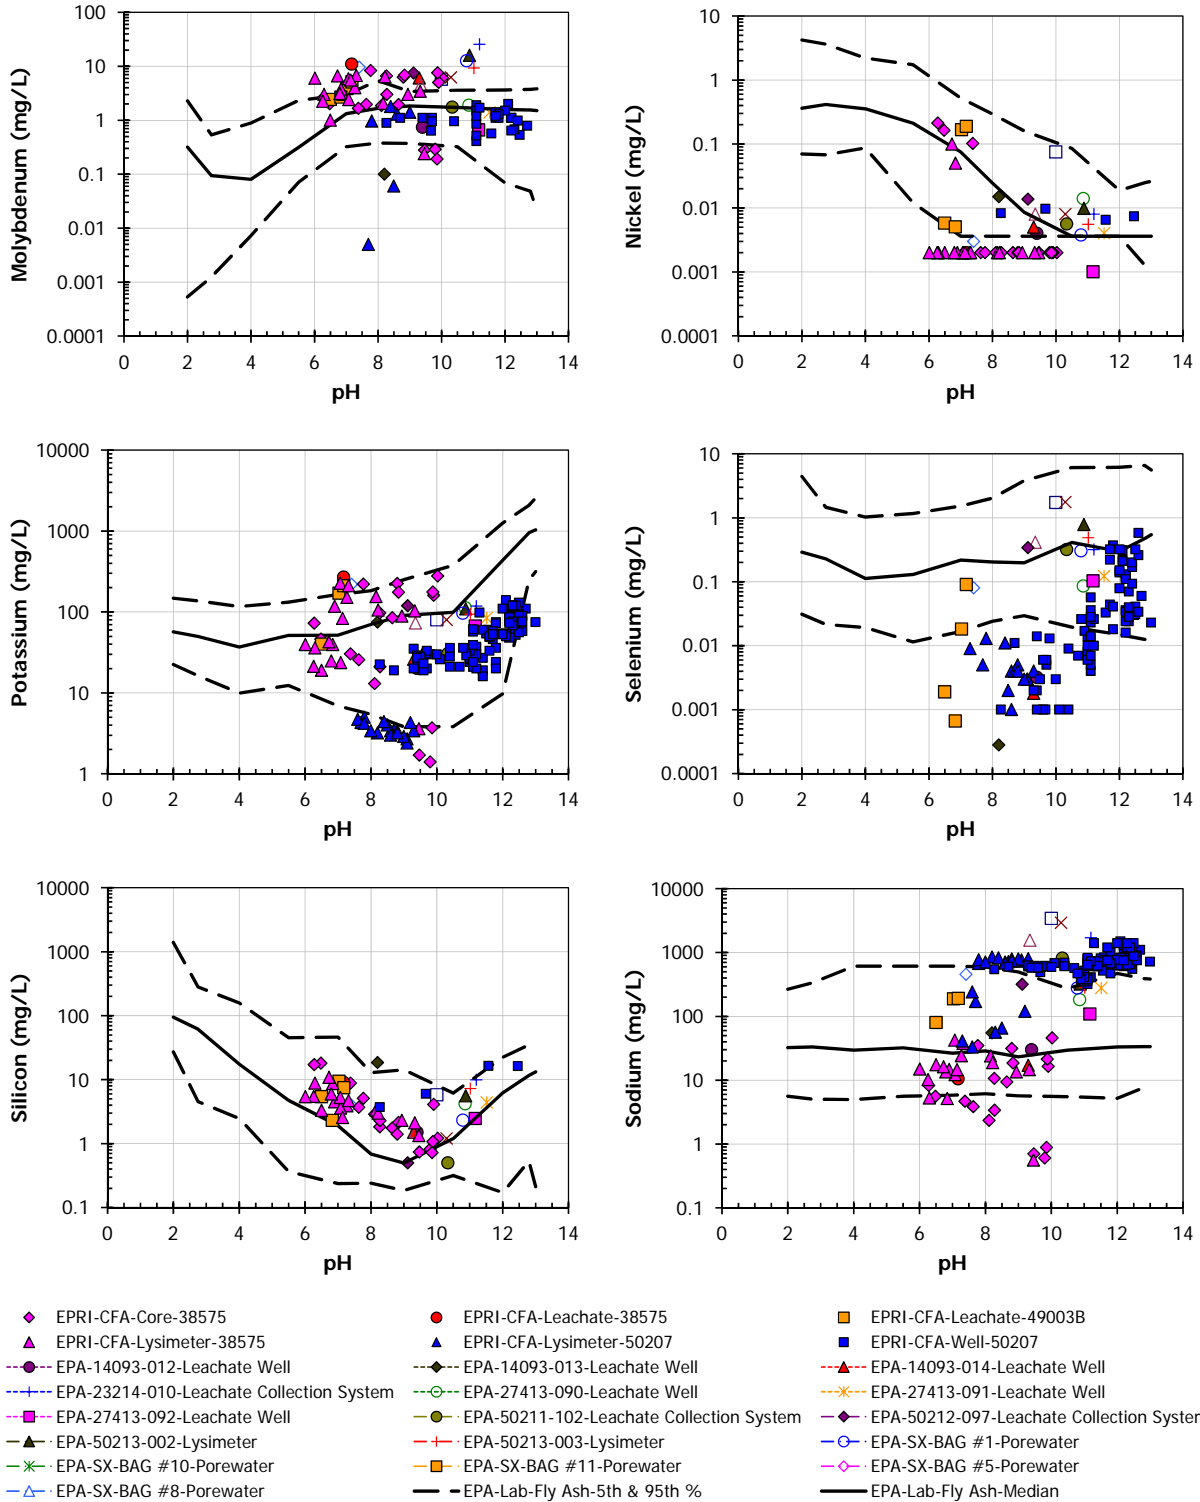 100
10
1
0.1
0.01
0.001
0.0001
Molybdenum (mg/L)
0 2 4 6 8 10 12 14
pH
10
1
0.1
0.01
0.001
0.0001
Nickel (mg/L)
0 2 4 6 8 10 12 14
pH
10000
1000
100
10
1
Potassium (mg/L)
0 2 4 6 8 10 12 14
pH
10
1
0.1
0.01
0.001
0.0001
Selenium (mg/L)
0 2 4 6 8 10 12 14
pH
10000
1000
100
10
1
0.1
Silicon (mg/L)
0 2 4 6 8 10 12 14
pH
10000
1000
100
10
1
0.1
Sodium (mg/L)
0 2 4 6 8 10 12 14
pH
EPRI-CFA-Core-38575 EPRI-CFA-Leachate-38575 EPRI-CFA-Leachate-49003B
EPRI-CFA-Lysimeter-38575 EPRI-CFA-Lysimeter-50207 EPRI-CFA-Well-50207
EPA-14093-012-Leachate Well EPA-14093-013-Leachate Well EPA-14093-014-Leachate Well
EPA-23214-010-Leachate Collection System EPA-27413-090-Leachate Well EPA-27413-091-Leachate Well
EPA-27413-092-Leachate Well EPA-50211-102-Leachate Collection System EPA-50212-097-Leachate Collection System
EPA-50213-002-Lysimeter EPA-50213-003-Lysimeter EPA-SX-BAG #1-Porewater
EPA-SX-BAG #10-Porewater EPA-SX-BAG #11-Porewater EPA-SX-BAG #5-Porewater
EPA-SX-BAG #8-Porewater EPA-Lab-Fly Ash-5th & 95th % EPA-Lab-Fly Ash-Median